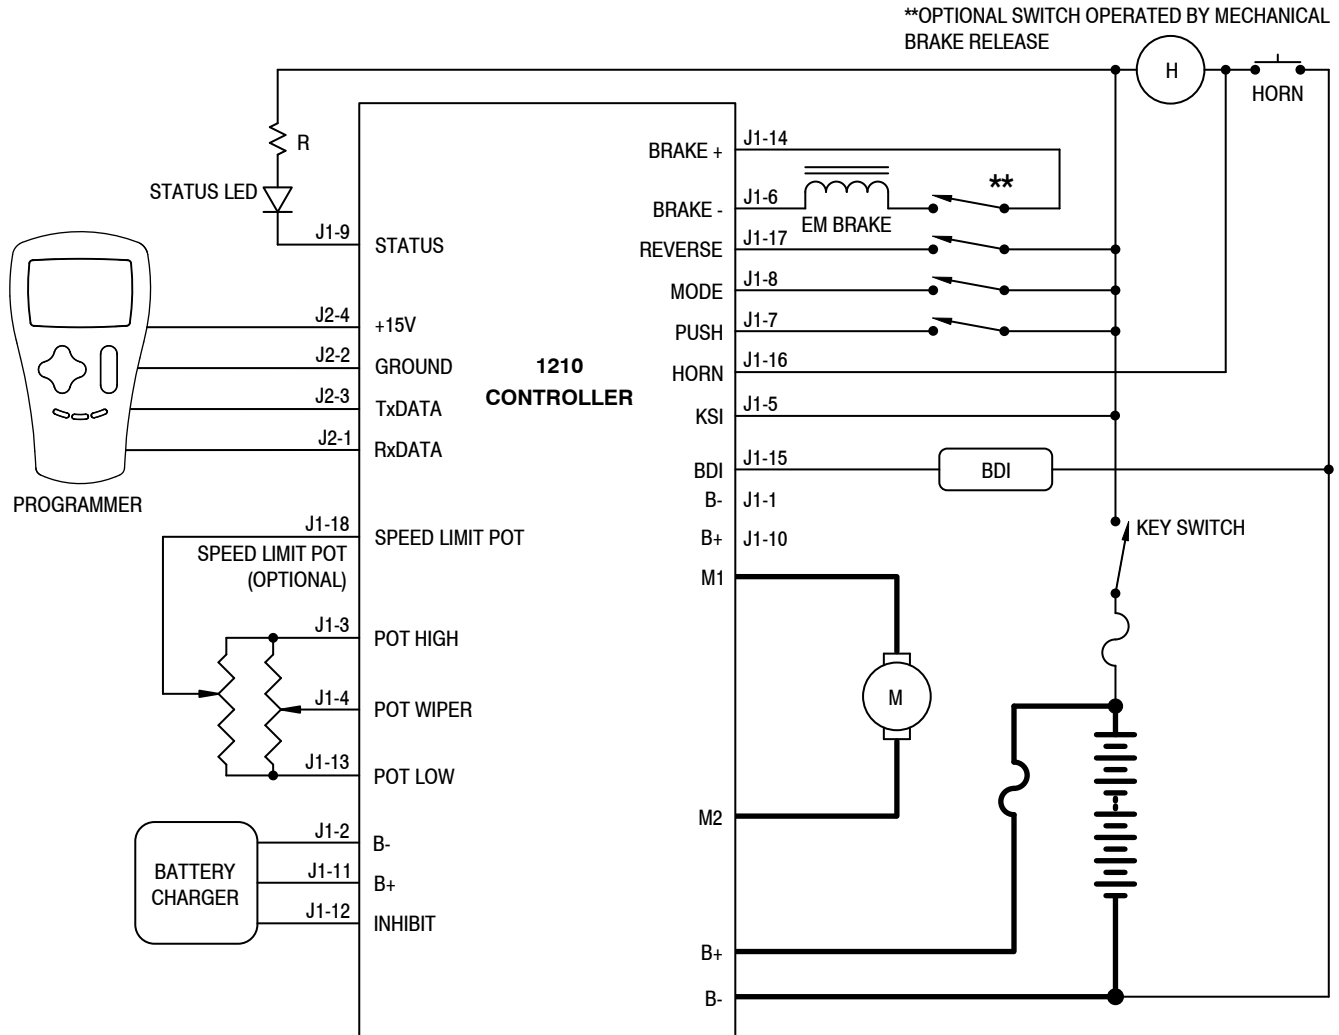 **OPTIONAL SWITCH OPERATED BY MECHANICAL
BRAKE RELEASE
H
HORN
R
STATUS LED
J1-9
STATUS
J2-4
+15V
J2-2
GROUND
J2-3
TxDATA
J2-1
RxDATA
PROGRAMMER
1210
CONTROLLER
J1-18
SPEED LIMIT POT
SPEED LIMIT POT
(OPTIONAL)
J1-3
POT HIGH
J1-4
POT WIPER
J1-13
POT LOW
BATTERY
CHARGER
J1-2
B-
J1-11
B+
J1-12
INHIBIT
BRAKE +
J1-14
BRAKE -
J1-6
EM BRAKE
**
REVERSE
J1-17
MODE
J1-8
PUSH
J1-7
HORN
J1-16
KSI
J1-5
BDI
J1-15
BDI
B-
J1-1
B+
J1-10
KEY SWITCH
M1
M
M2
B+
B-